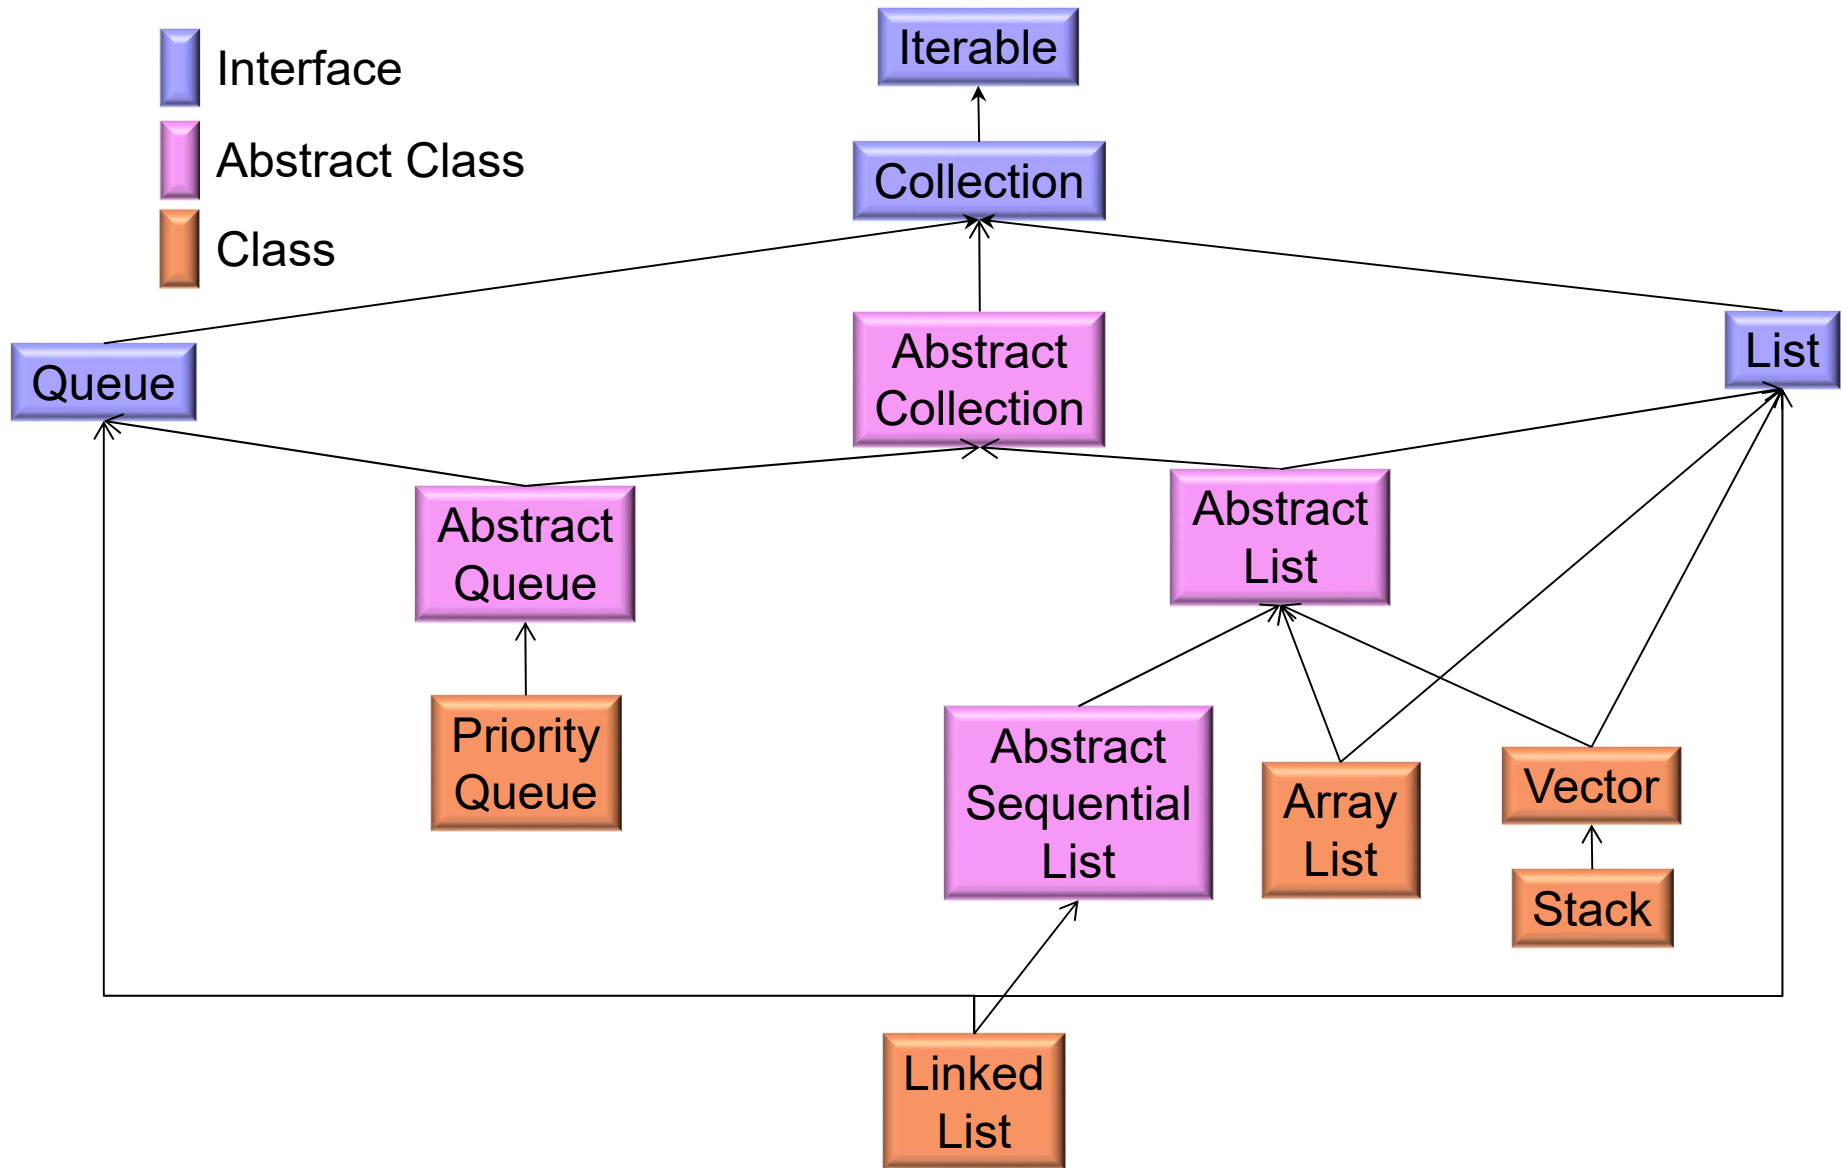 Interface
Abstract Class
Class
Iterable
Collection
Queue
Abstract
Collection
List
Abstract
Queue
Abstract
List
Priority
Queue
Abstract
Sequential
List
Array
List
Vector
Stack
Linked
List